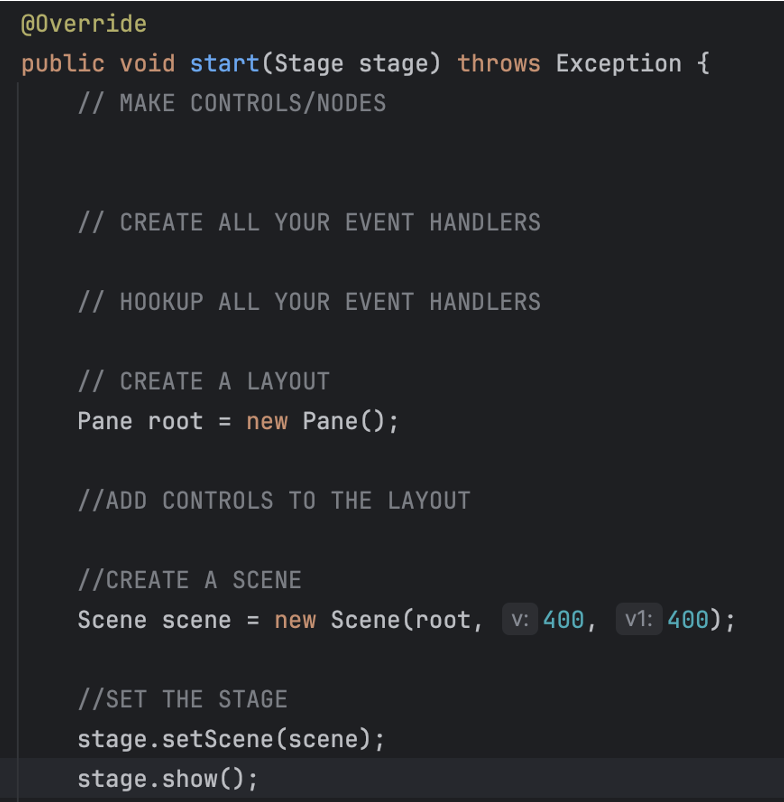 @Override
public void start(Stage stage) throws Exception {
// MAKE CONTROLS/NODES
// CREATE ALL YOUR EVENT HANDLERS
// HOOKUP ALL YOUR EVENT HANDLERS
// CREATE A LAYOUT
Pane root = new Pane();
//ADD CONTROLS TO THE LAYOUT
//CREATE A SCENE
Scene scene = new Scene(root, v: 400, v1: 400);
//SET THE STAGE
stage.setScene(scene);
stage.show();